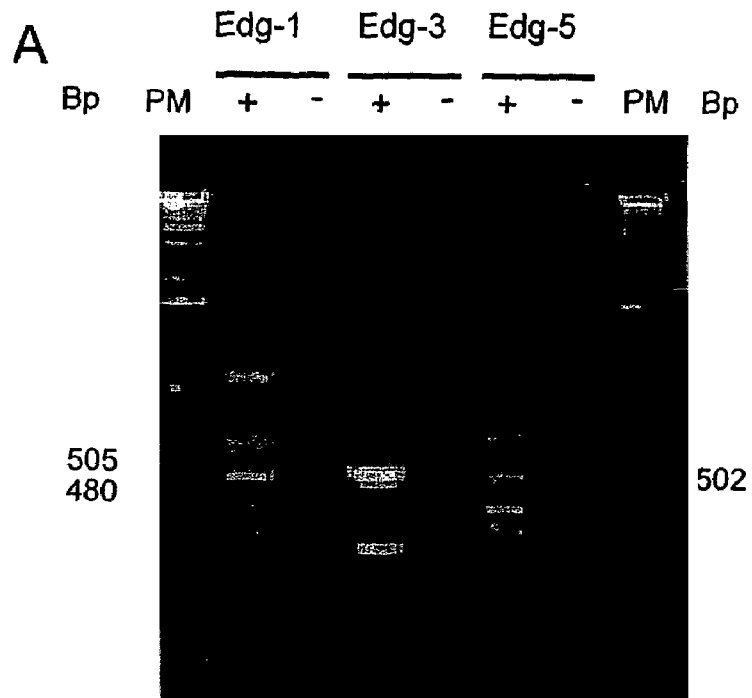 A
Edg-1 Edg-3 Edg-5
Bp PM + - + - + - PM Bp
505
480
502